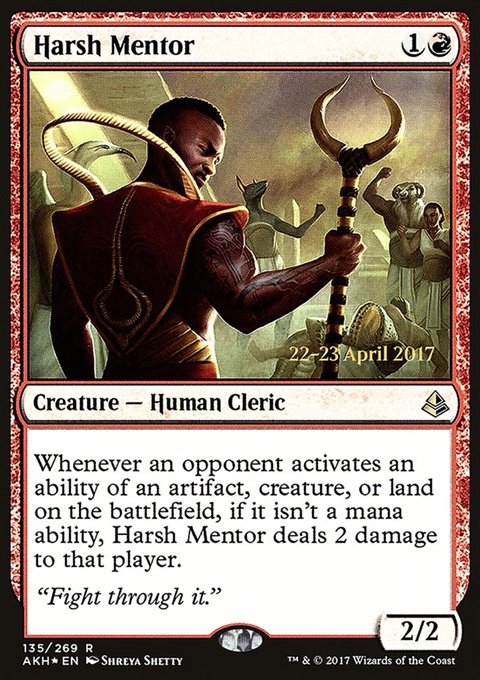 Harsh Mentor 1
22–23 April 2017
Creature — Human Cleric
Whenever an opponent activates an
ability of an artifact, creature, or land
on the battlefield, if it isn't a mana
ability, Harsh Mentor deals 2 damage
to that player.
"Fight through it."
2/2
135/269 R
AKH★EN Shreya Shetty
™ & © 2017 Wizards of the Coast